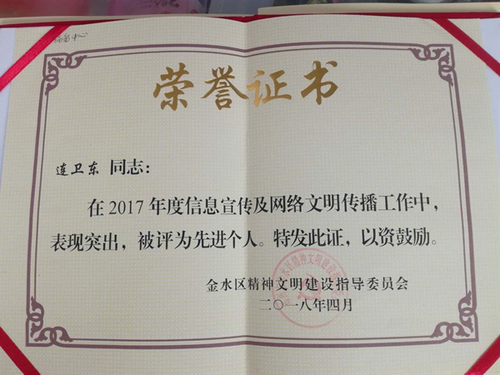 荣誉证书
连卫东 同志：
在2017年度信息宣传及网络文明传播工作中，
表现突出，被评为先进个人。特发此证，以资鼓励。
金水区精神文明建设指导委员会
二〇一八年四月